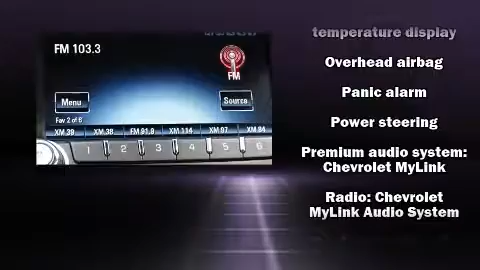 FM 103.3
FM
Menu
Source
Fav 2 of 6
XM 39 XM 38 FM 91.9 XM 114 XM 97 XM 84
1 2 3 4 5 6
temperature display
Overhead airbag
Panic alarm
Power steering
Premium audio system:
Chevrolet MyLink
Radio: Chevrolet
MyLink Audio System